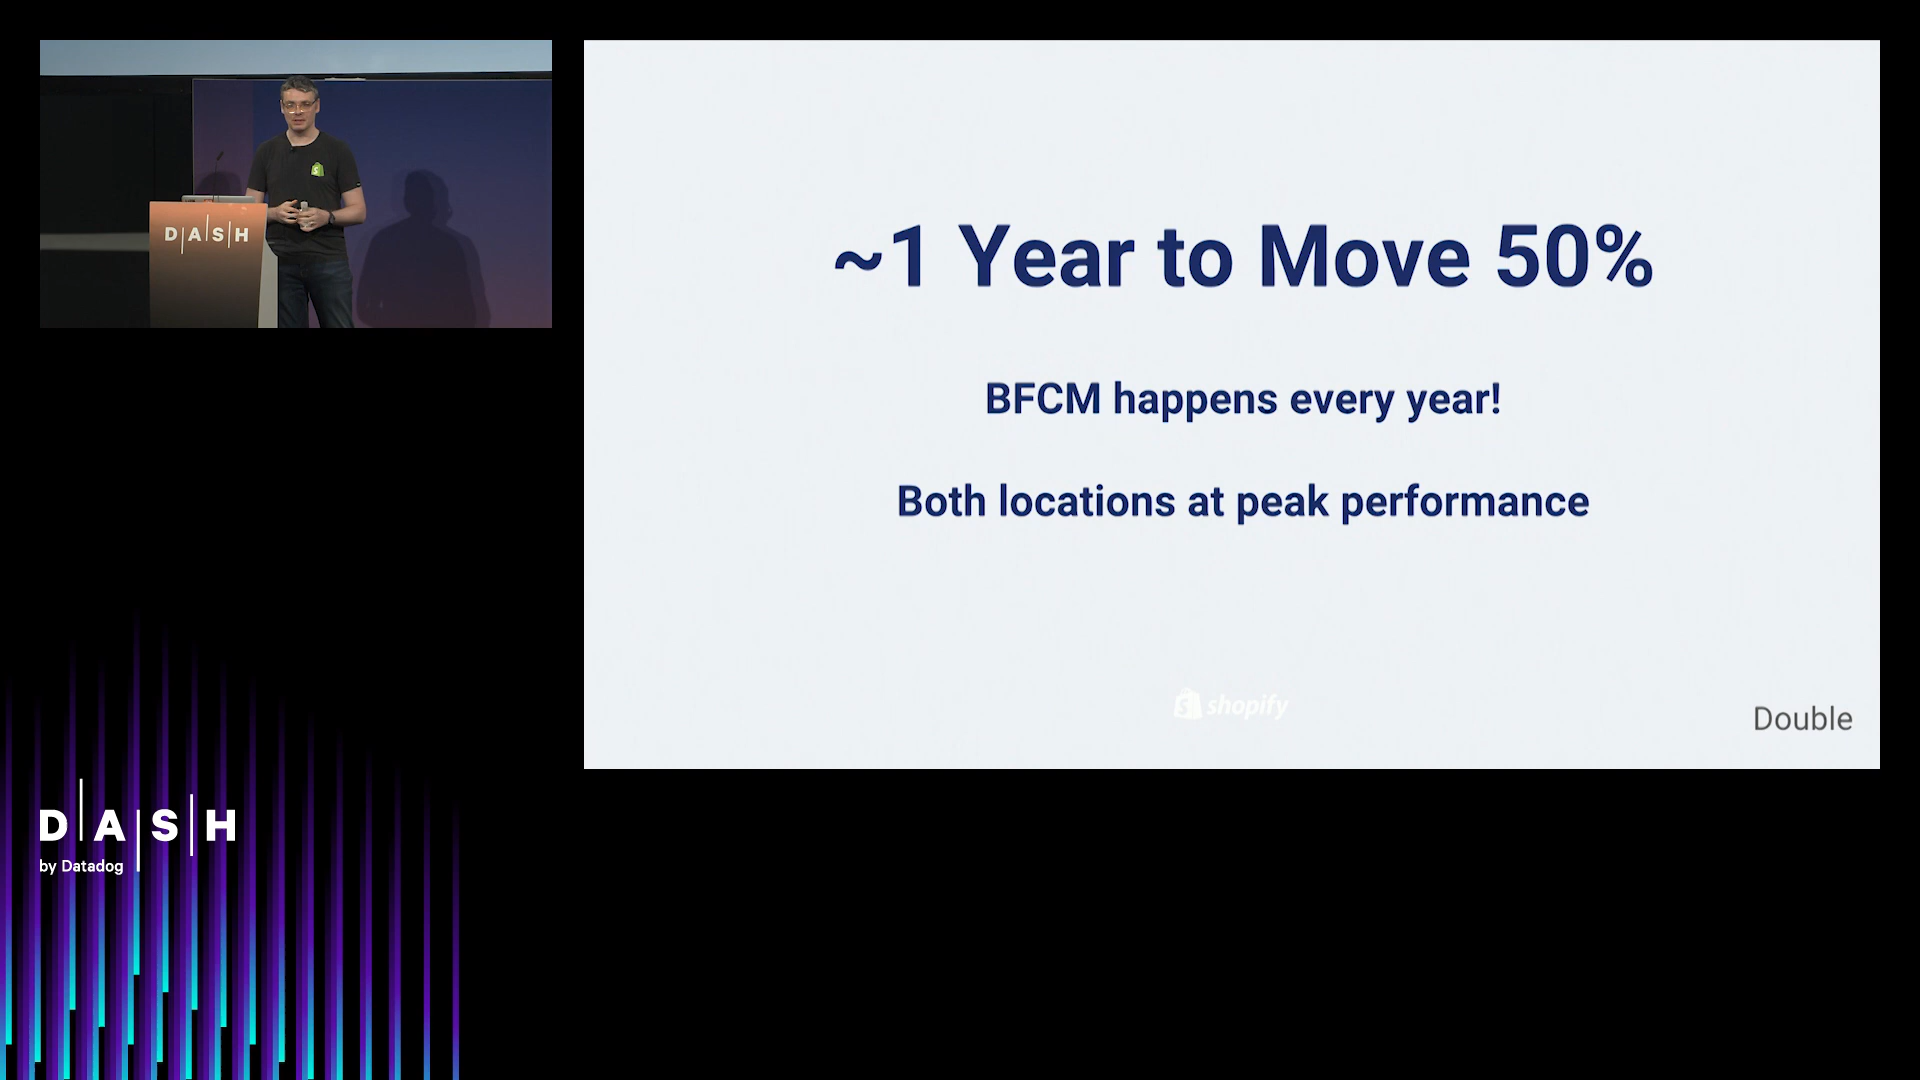 D|A|S|H
~1 Year to Move 50%
BFCM happens every year!
Both locations at peak performance
shopify
Double
D|A|S|H
by Datadog